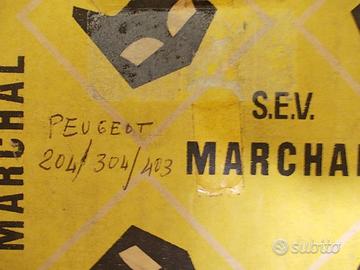 MARCHAL
PEUGEOT
204/304/403
S.E.V.
MARCHAL
subito